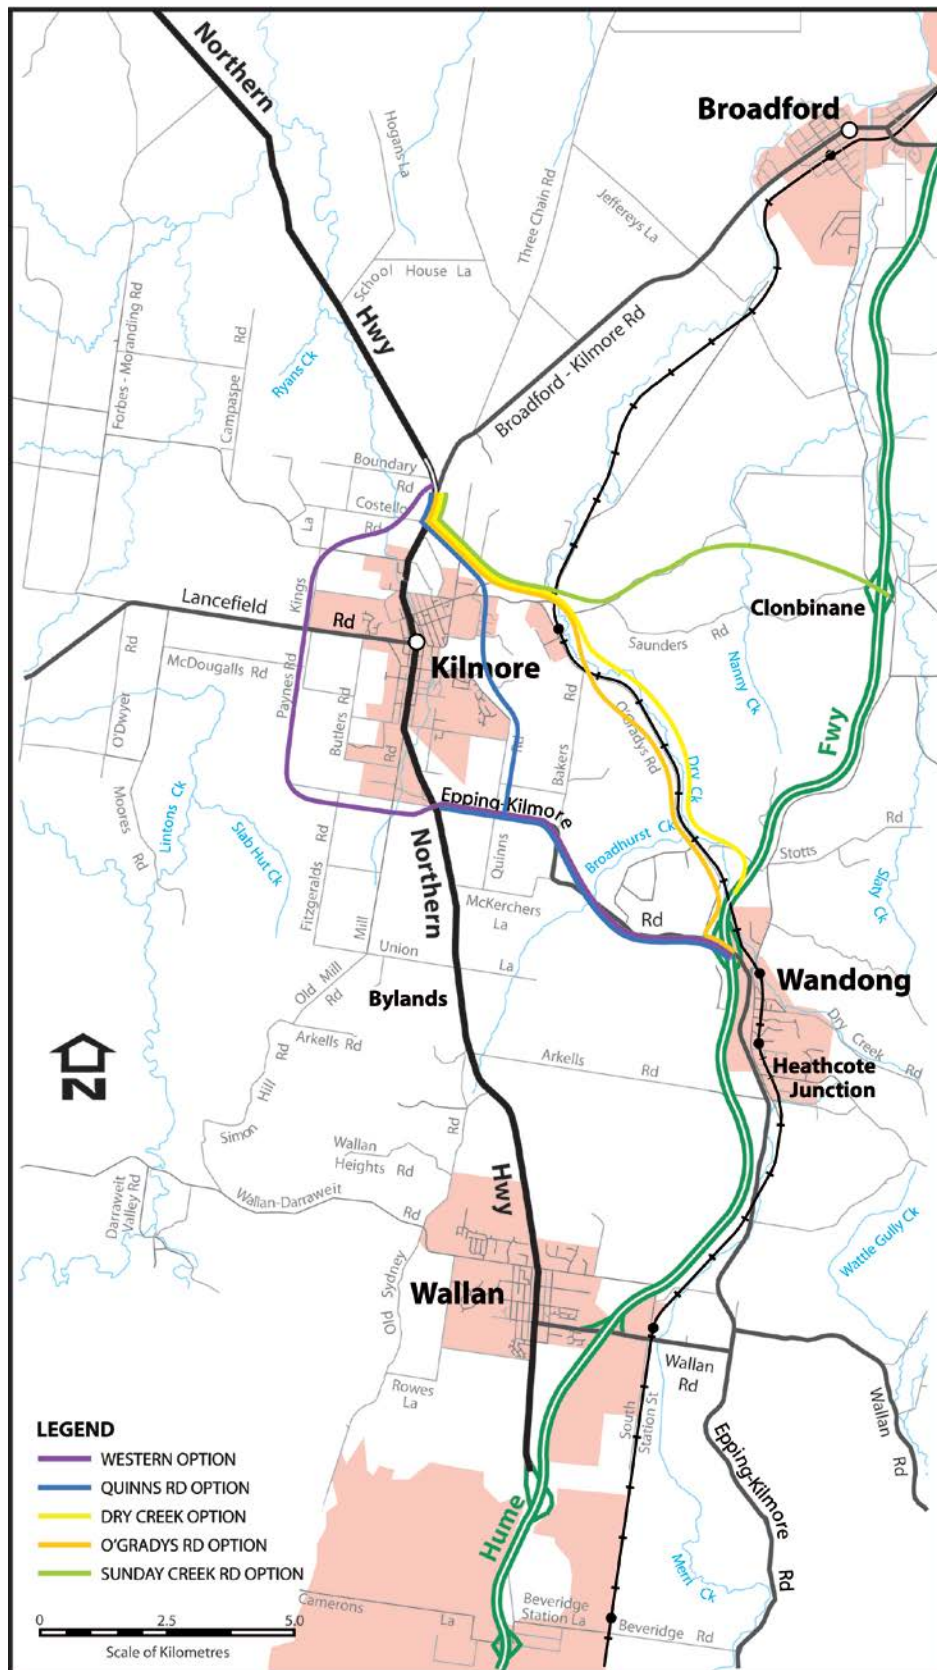 Northern
Broadford
Hogans La
Three Chain Rd
Jeffereys La
School House La
Forbes - Moranding Rd
Campaspe Rd
Hwy
Ryans Ck
Broadford - Kilmore Rd
Boundary
Rd
Costello
Rd
La
Kings
Lancefield
Rd
Clonbinane
Saunders Rd
Kilmore
McDougalls Rd
O'Dwyer Rd
Paynes Rd
Butlers Rd
Rd
Rd
Bakers Rd
O'Gradys Rd
Nanny Ck
Fwy
Dry Ck
Moores Rd
Lintons Ck
Slab Hut Ck
Epping-Kilmore
Broadhurst Ck
Stotts Rd
Slaty Ck
Northern
Quinns
Fitzgeralds Rd
McKerchers
La
Rd
Mill
Union La
Wandong
Old Mill
Rd
Bylands
Arkells Rd
Arkells Rd
Dry Creek Rd
Heathcote
Junction
N
Simon Hill Rd
Wallan
Heights Rd
Rd
Hwy
Darraweit
Valley Rd
Wallan-Darraweit Rd
Wattle Gully Ck
Old Sydney
Wallan
Wallan
Rd
Rowes
La
South
Station St
Wallan
Rd
Epping-Kilmore
Rd
LEGEND
WESTERN OPTION
QUINNS RD OPTION
DRY CREEK OPTION
O'GRADYS RD OPTION
SUNDAY CREEK RD OPTION
Hume
Merri Ck
Camerons La
Beveridge
Station La
Beveridge Rd
0 2.5 5.0
Scale of Kilometres